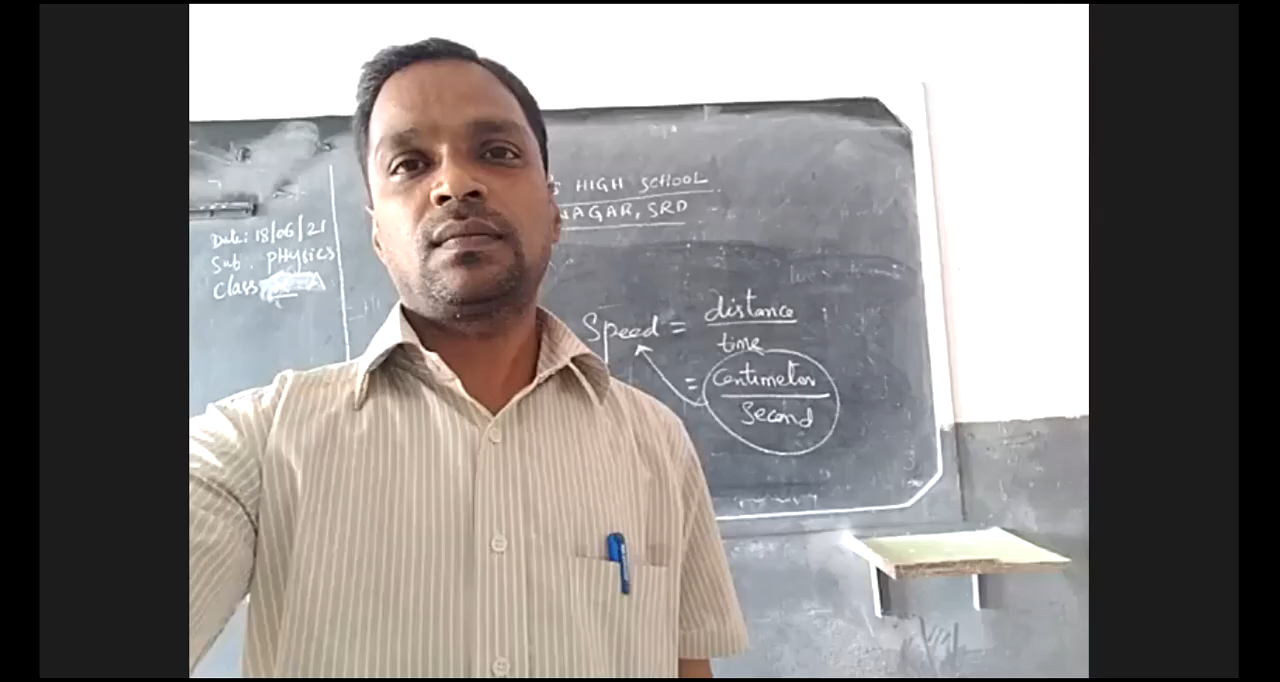 HIGH SCHOOL
NAGAR, SRD
Date: 18/06/21
Sub. PHYSICS
Class
Speed = distance
time
= Centimeter
Second